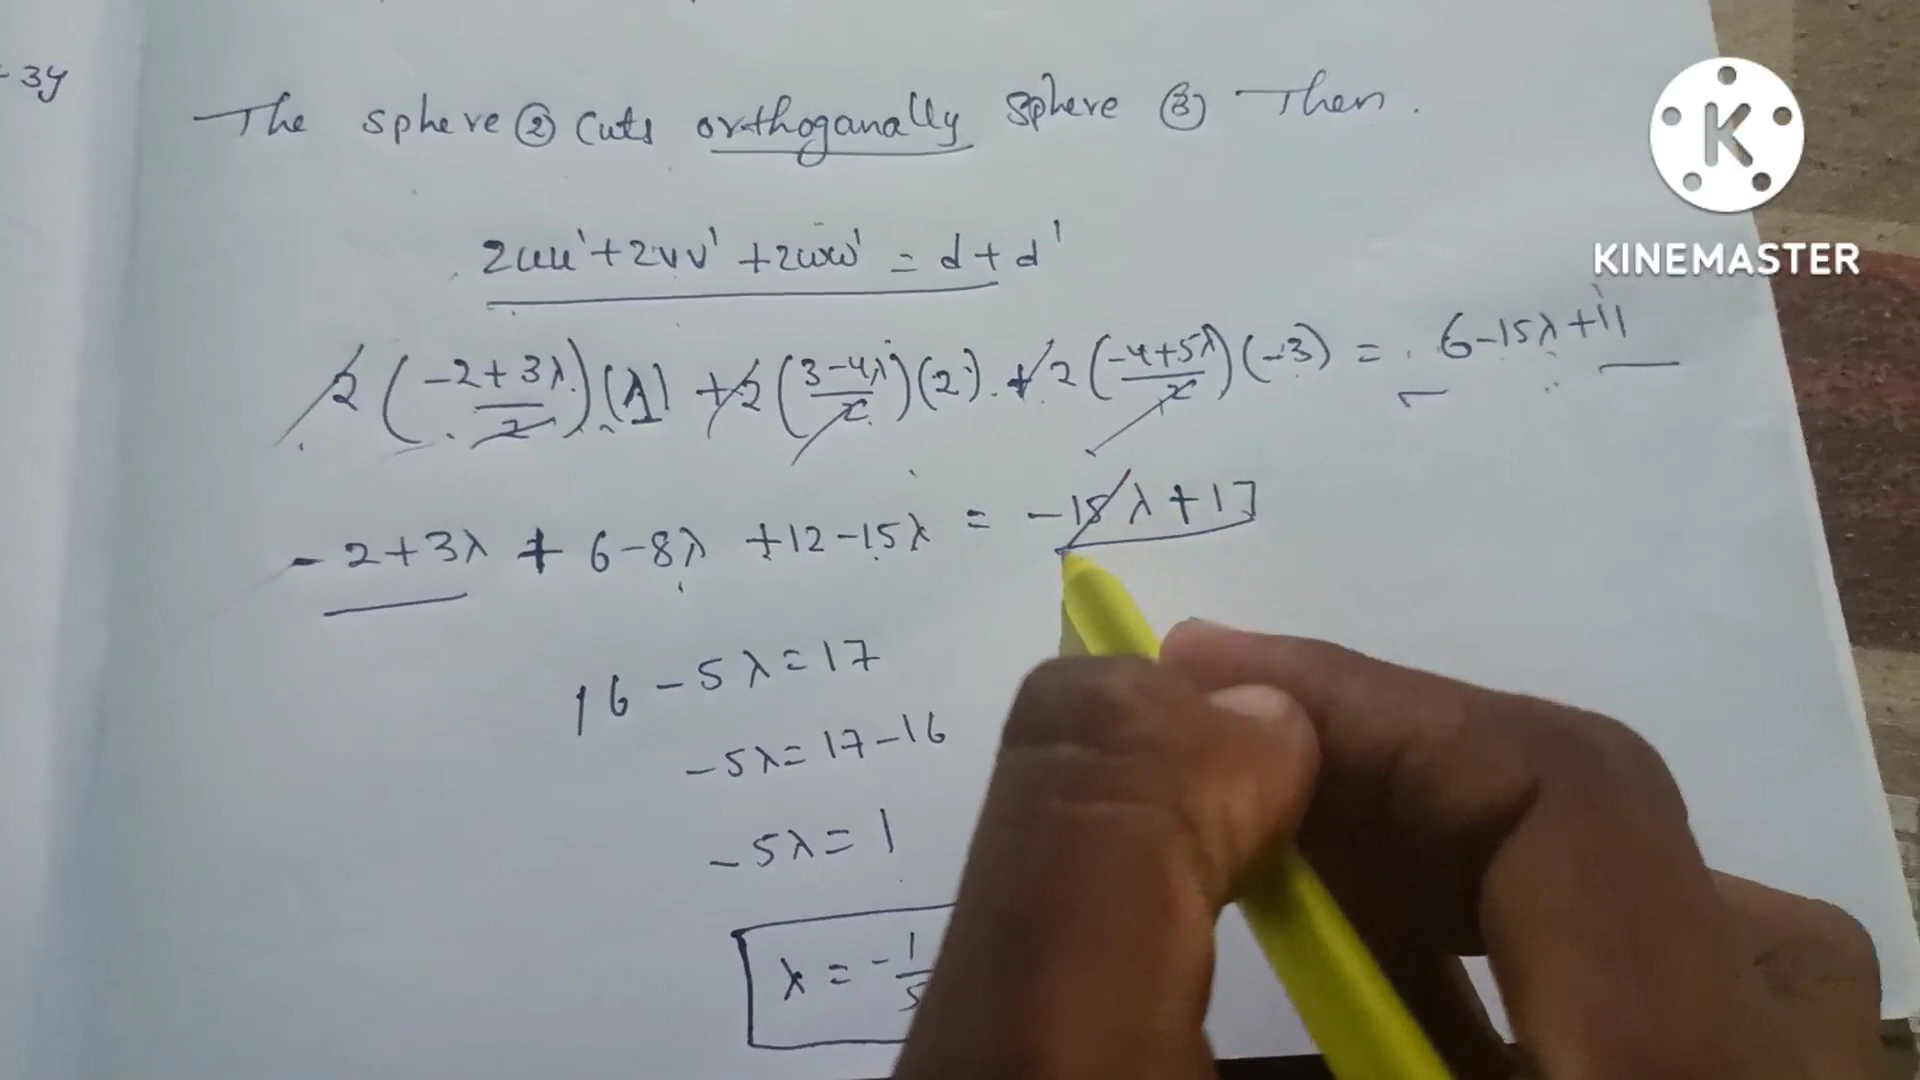 - 3y
The sphere ② cuts orthoganally sphere ③ Then.
K
KINEMASTER
2uu' + 2vv' + 2ww' = d + d'
2(-2+3λ/2)(1) + 2(3-4λ/2)(2) + 2(-4+5λ/2)(-3) = 6-15λ+11
-2+3λ + 6-8λ +12-15λ = -15λ+17
16 - 5λ = 17
-5λ = 17-16
-5λ = 1
λ = -1/5